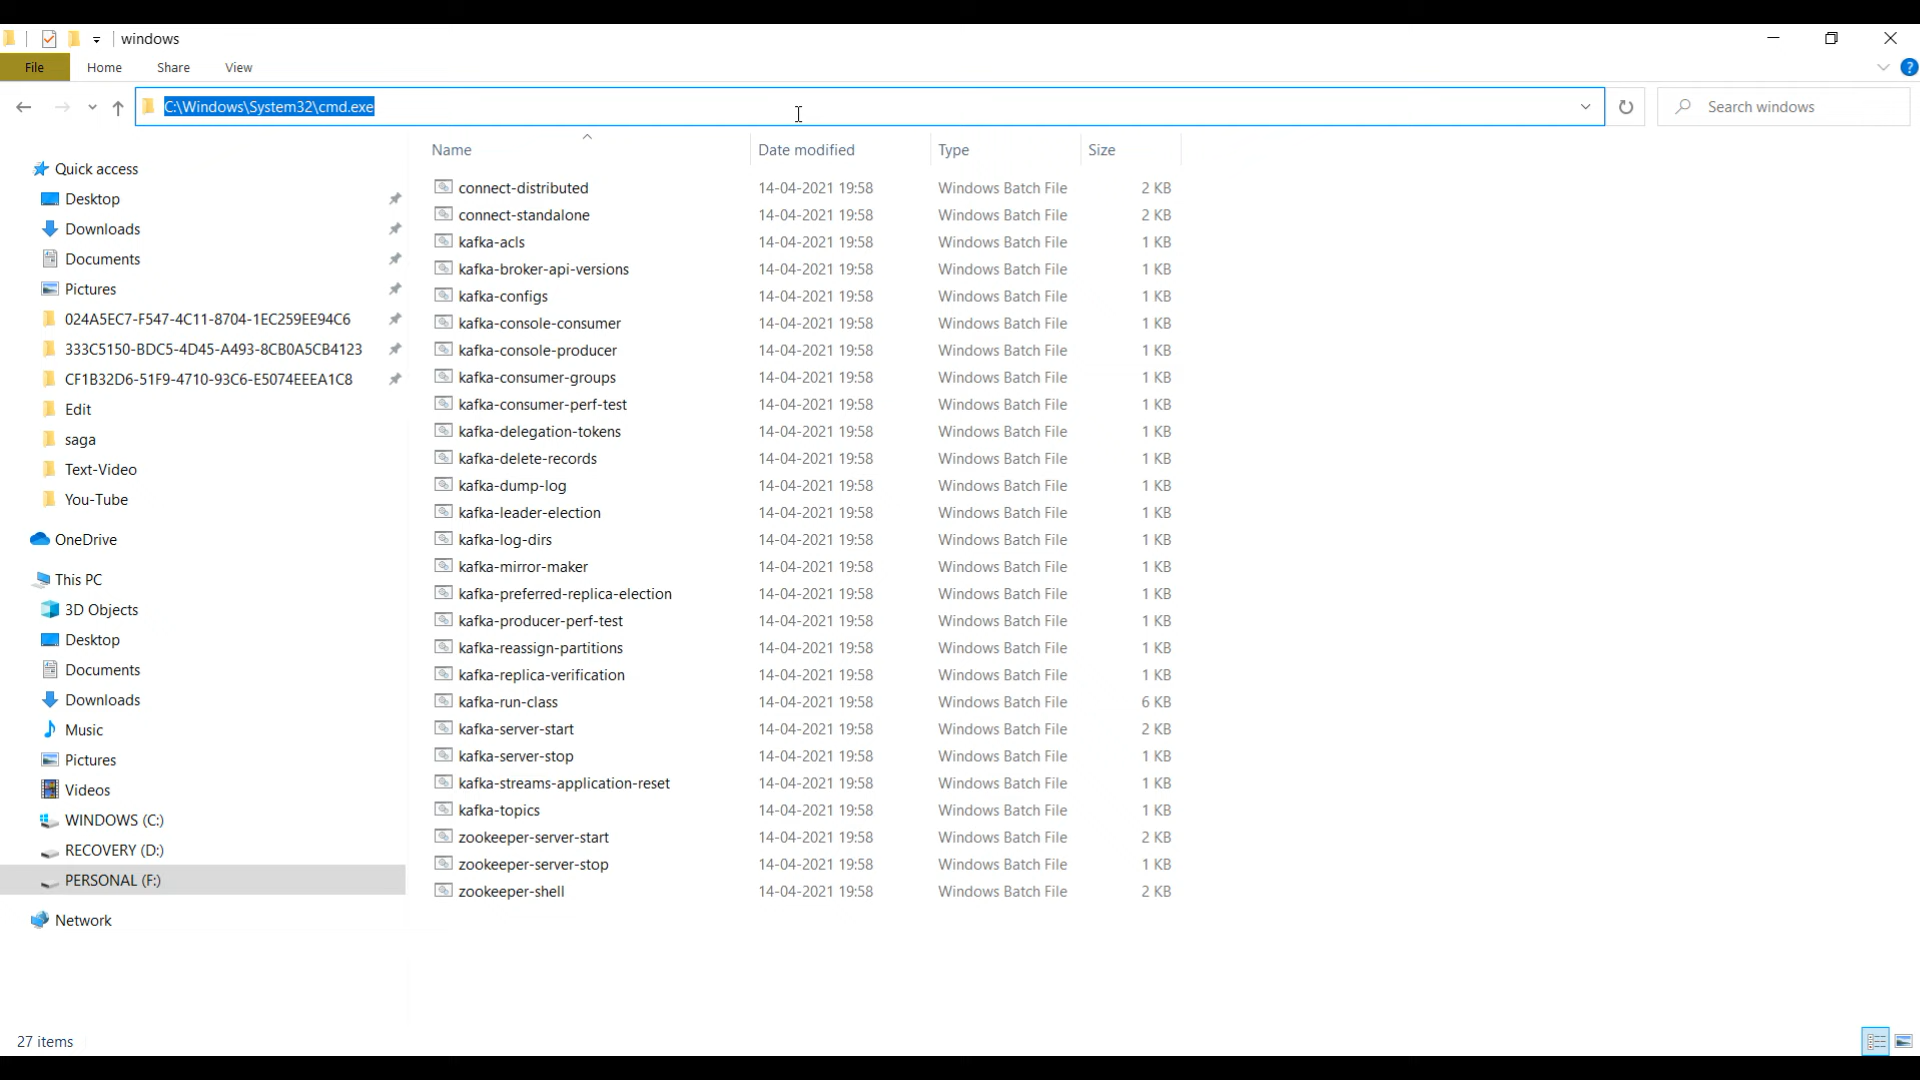 windows
File Home Share View
C:\Windows\System32\cmd.exe
Search windows
Name Date modified Type Size
Quick access
Desktop
Downloads
Documents
Pictures
024A5EC7-F547-4C11-8704-1EC259EE94C6
333C5150-BDC5-4D45-A493-8CB0A5CB4123
CF1B32D6-51F9-4710-93C6-E5074EEEA1C8
Edit
saga
Text-Video
You-Tube
OneDrive
This PC
3D Objects
Desktop
Documents
Downloads
Music
Pictures
Videos
WINDOWS (C:)
RECOVERY (D:)
PERSONAL (F:)
Network
connect-distributed 14-04-2021 19:58 Windows Batch File 2 KB
connect-standalone 14-04-2021 19:58 Windows Batch File 2 KB
kafka-acls 14-04-2021 19:58 Windows Batch File 1 KB
kafka-broker-api-versions 14-04-2021 19:58 Windows Batch File 1 KB
kafka-configs 14-04-2021 19:58 Windows Batch File 1 KB
kafka-console-consumer 14-04-2021 19:58 Windows Batch File 1 KB
kafka-console-producer 14-04-2021 19:58 Windows Batch File 1 KB
kafka-consumer-groups 14-04-2021 19:58 Windows Batch File 1 KB
kafka-consumer-perf-test 14-04-2021 19:58 Windows Batch File 1 KB
kafka-delegation-tokens 14-04-2021 19:58 Windows Batch File 1 KB
kafka-delete-records 14-04-2021 19:58 Windows Batch File 1 KB
kafka-dump-log 14-04-2021 19:58 Windows Batch File 1 KB
kafka-leader-election 14-04-2021 19:58 Windows Batch File 1 KB
kafka-log-dirs 14-04-2021 19:58 Windows Batch File 1 KB
kafka-mirror-maker 14-04-2021 19:58 Windows Batch File 1 KB
kafka-preferred-replica-election 14-04-2021 19:58 Windows Batch File 1 KB
kafka-producer-perf-test 14-04-2021 19:58 Windows Batch File 1 KB
kafka-reassign-partitions 14-04-2021 19:58 Windows Batch File 1 KB
kafka-replica-verification 14-04-2021 19:58 Windows Batch File 1 KB
kafka-run-class 14-04-2021 19:58 Windows Batch File 6 KB
kafka-server-start 14-04-2021 19:58 Windows Batch File 2 KB
kafka-server-stop 14-04-2021 19:58 Windows Batch File 1 KB
kafka-streams-application-reset 14-04-2021 19:58 Windows Batch File 1 KB
kafka-topics 14-04-2021 19:58 Windows Batch File 1 KB
zookeeper-server-start 14-04-2021 19:58 Windows Batch File 2 KB
zookeeper-server-stop 14-04-2021 19:58 Windows Batch File 1 KB
zookeeper-shell 14-04-2021 19:58 Windows Batch File 2 KB
27 items